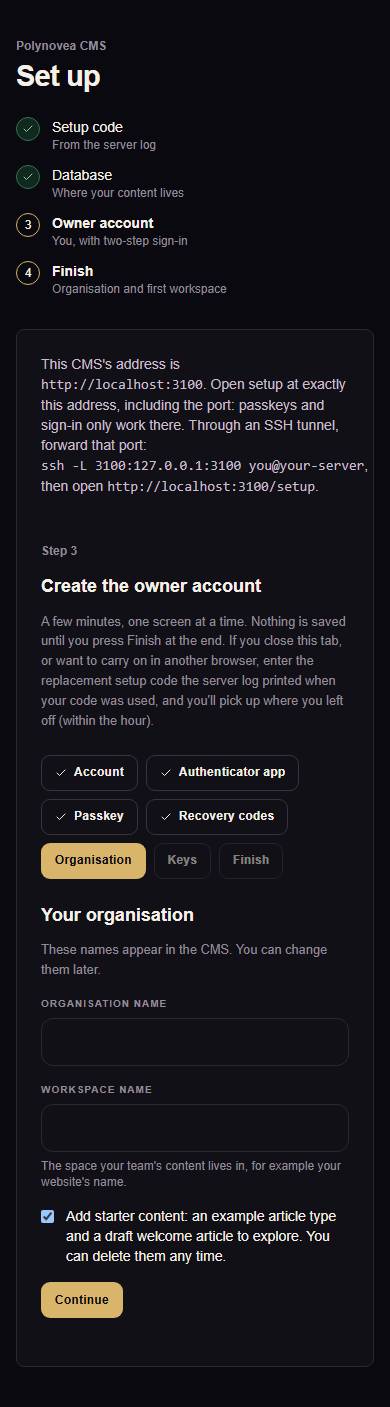 Polynovea CMS
Set up
Setup code
From the server log
Database
Where your content lives
3
Owner account
You, with two-step sign-in
4
Finish
Organisation and first workspace
This CMS's address is
http://localhost:3100. Open setup at exactly
this address, including the port: passkeys and
sign-in only work there. Through an SSH tunnel,
forward that port:
ssh -L 3100:127.0.0.1:3100 you@your-server,
then open http://localhost:3100/setup.
Step 3
Create the owner account
A few minutes, one screen at a time. Nothing is saved
until you press Finish at the end. If you close this tab,
or want to carry on in another browser, enter the
replacement setup code the server log printed when
your code was used, and you'll pick up where you left
off (within the hour).
Account
Authenticator app
Passkey
Recovery codes
Organisation
Keys
Finish
Your organisation
These names appear in the CMS. You can change
them later.
ORGANISATION NAME
WORKSPACE NAME
The space your team's content lives in, for example your
website's name.
Add starter content: an example article type
and a draft welcome article to explore. You
can delete them any time.
Continue